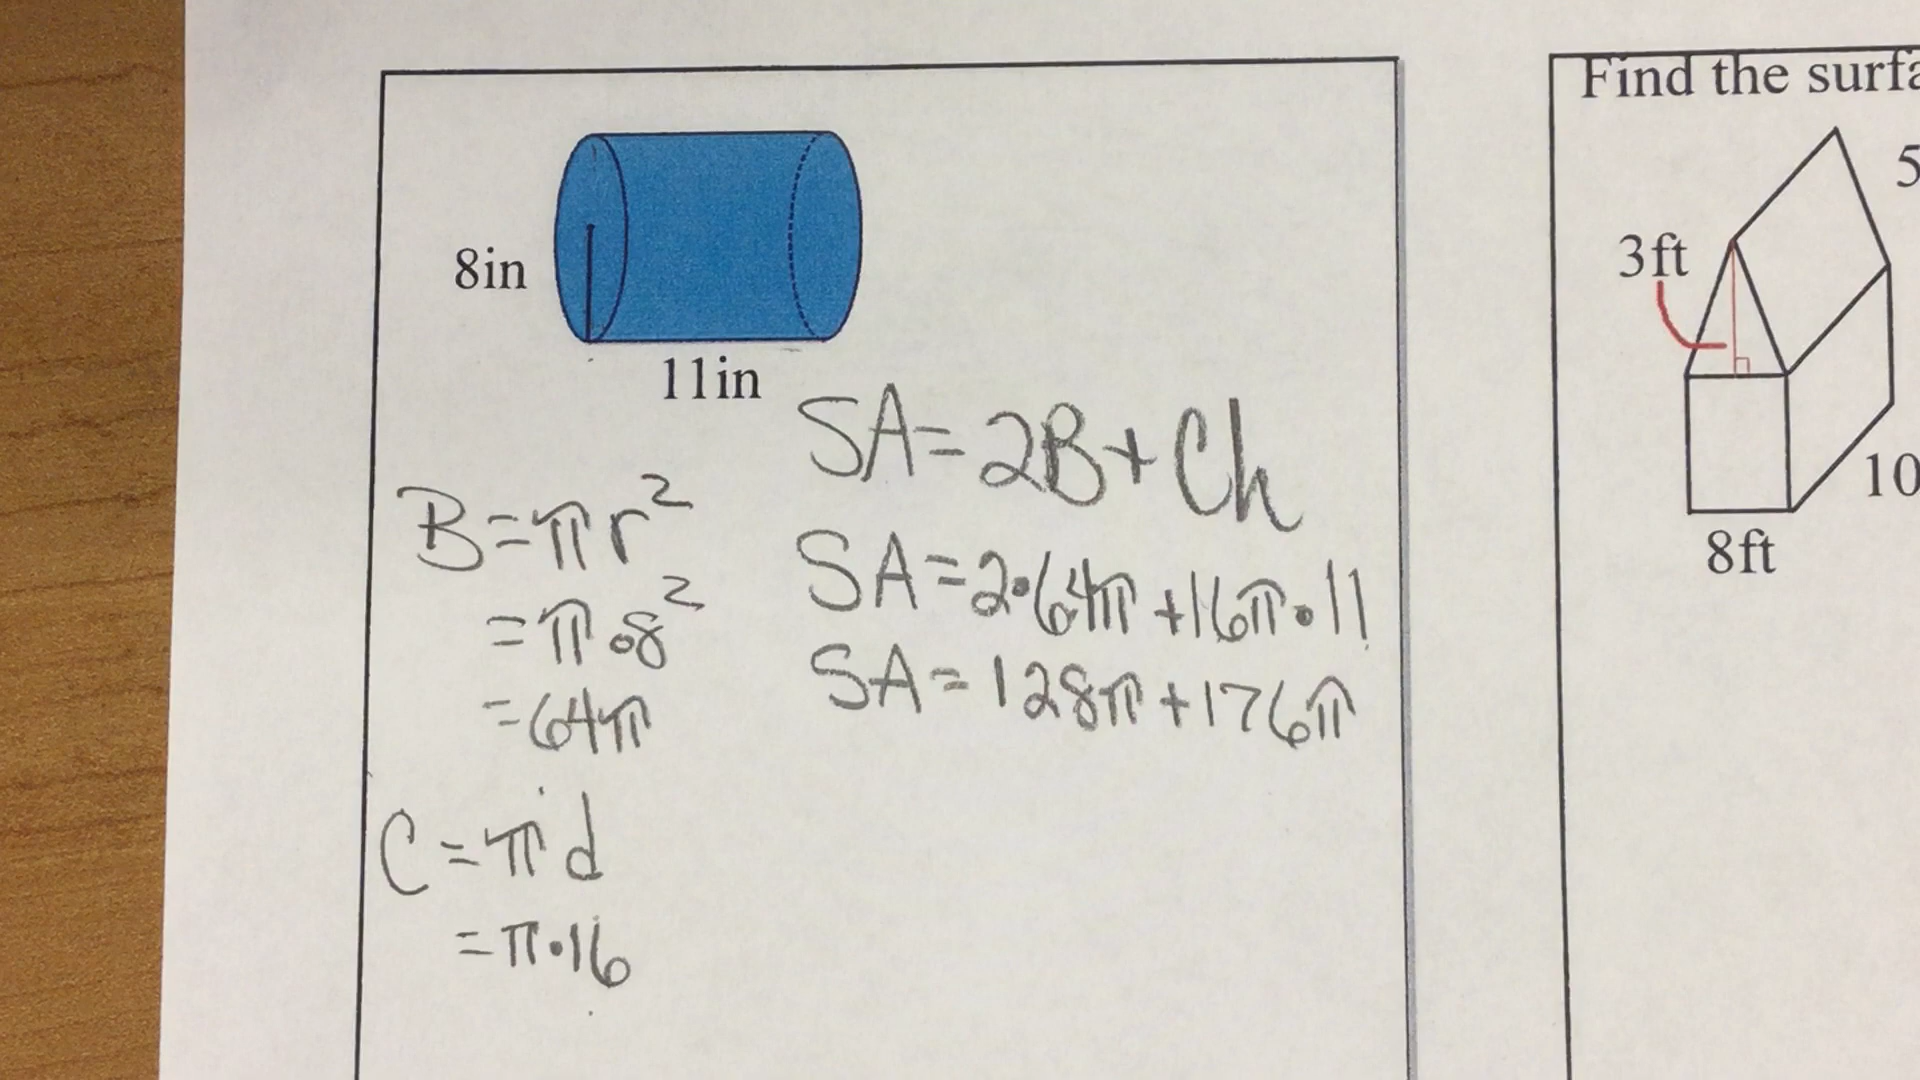 8in
11in
SA=2B+Ch
B=πr²
=π•8²
=64π
SA=2•64π+16π•11
SA=128π+176π
C=πd
=π•16
Find the surfa
5
3ft
10
8ft